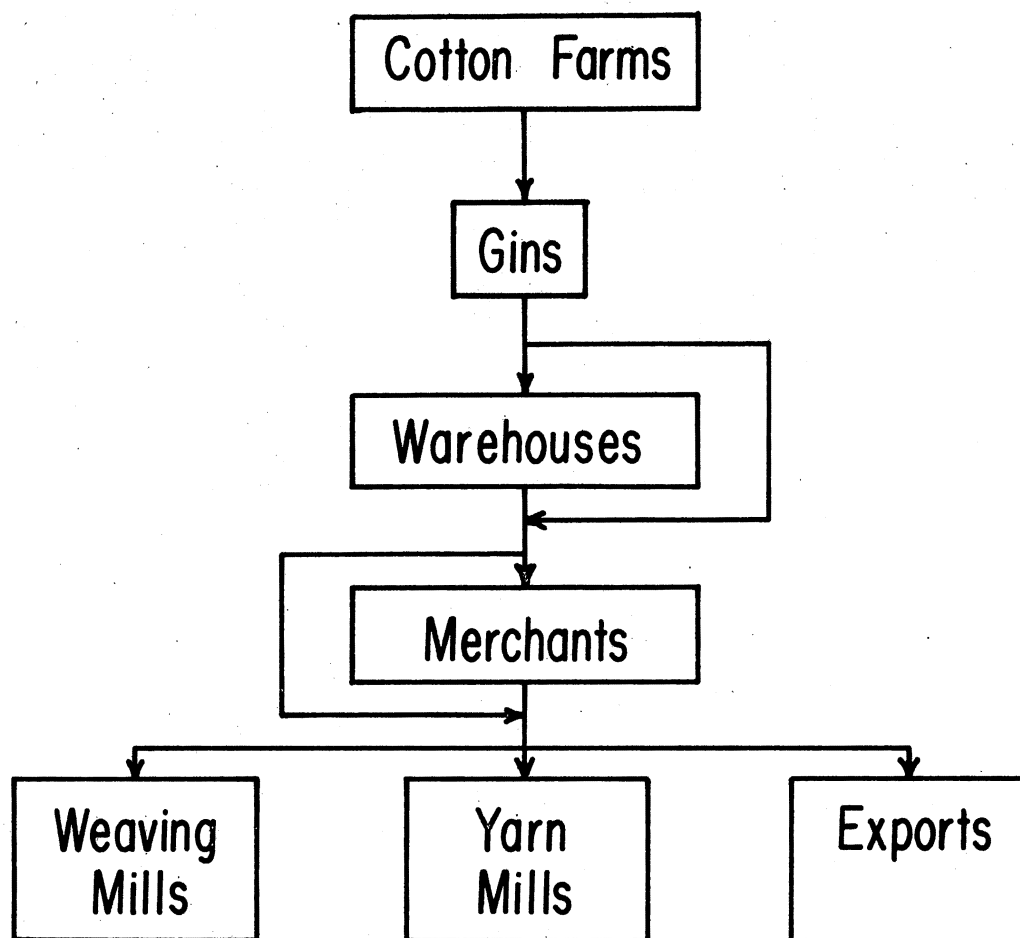 Cotton Farms
Gins
Warehouses
Merchants
Weaving
Mills
Yarn
Mills
Exports